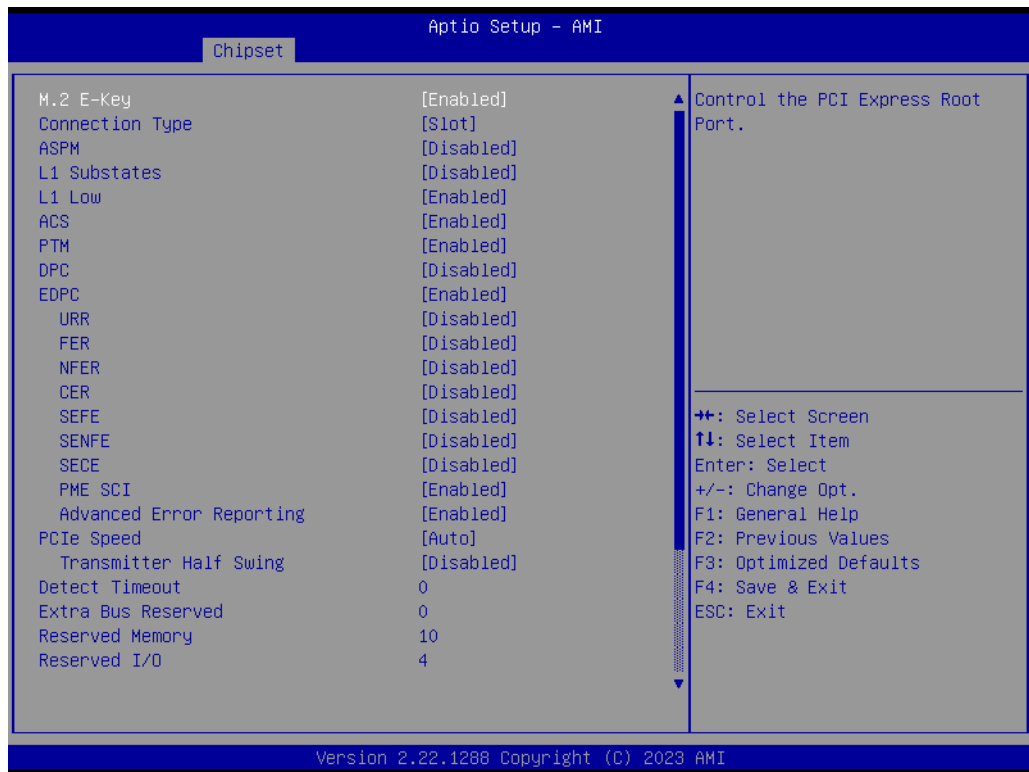 Aptio Setup – AMI
Chipset
M.2 E-Key [Enabled]
Connection Type [Slot]
ASPM [Disabled]
L1 Substates [Disabled]
L1 Low [Enabled]
ACS [Enabled]
PTM [Enabled]
DPC [Disabled]
EDPC [Enabled]
URR [Disabled]
FER [Disabled]
NFER [Disabled]
CER [Disabled]
SEFE [Disabled]
SENFE [Disabled]
SECE [Disabled]
PME SCI [Enabled]
Advanced Error Reporting [Enabled]
PCIe Speed [Auto]
Transmitter Half Swing [Disabled]
Detect Timeout 0
Extra Bus Reserved 0
Reserved Memory 10
Reserved I/O 4
Control the PCI Express Root
Port.
→←: Select Screen
↑↓: Select Item
Enter: Select
+/-: Change Opt.
F1: General Help
F2: Previous Values
F3: Optimized Defaults
F4: Save & Exit
ESC: Exit
Version 2.22.1288 Copyright (C) 2023 AMI